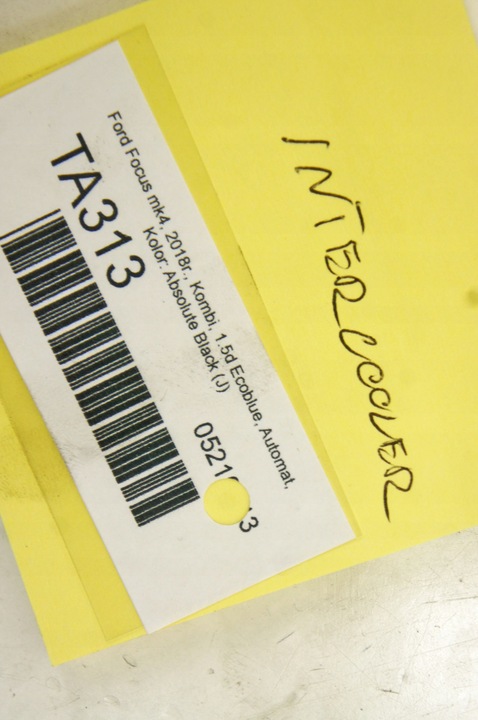 INTERCOOLER
Ford Focus mk4, 2018r., Kombi, 1.5d Ecoblue, Automat,
Kolor: Absolute Black (J)
TA313